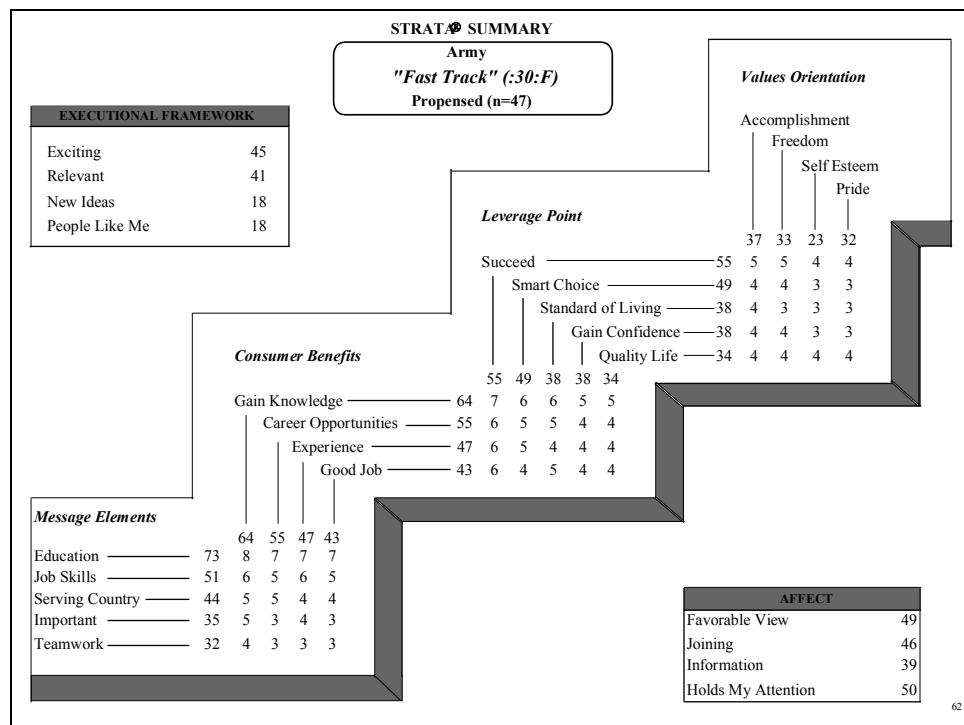 STRATA® SUMMARY
Army
"Fast Track" (:30:F)
Propensed (n=47)
EXECUTIONAL FRAMEWORK
Exciting 45
Relevant 41
New Ideas 18
People Like Me 18
Values Orientation
Accomplishment
Freedom
Self Esteem
Pride
Leverage Point
37 33 23 32
Succeed 55 5 5 4 4
Smart Choice 49 4 4 3 3
Standard of Living 38 4 3 3 3
Gain Confidence 38 4 4 3 3
Quality Life 34 4 4 4 4
Consumer Benefits
55 49 38 38 34
Gain Knowledge 64 7 6 6 5 5
Career Opportunities 55 6 5 5 4 4
Experience 47 6 5 4 4 4
Good Job 43 6 4 5 4 4
Message Elements
64 55 47 43
Education 73 8 7 7 7
Job Skills 51 6 5 6 5
Serving Country 44 5 5 4 4
Important 35 5 3 4 3
Teamwork 32 4 3 3 3
AFFECT
Favorable View 49
Joining 46
Information 39
Holds My Attention 50
62